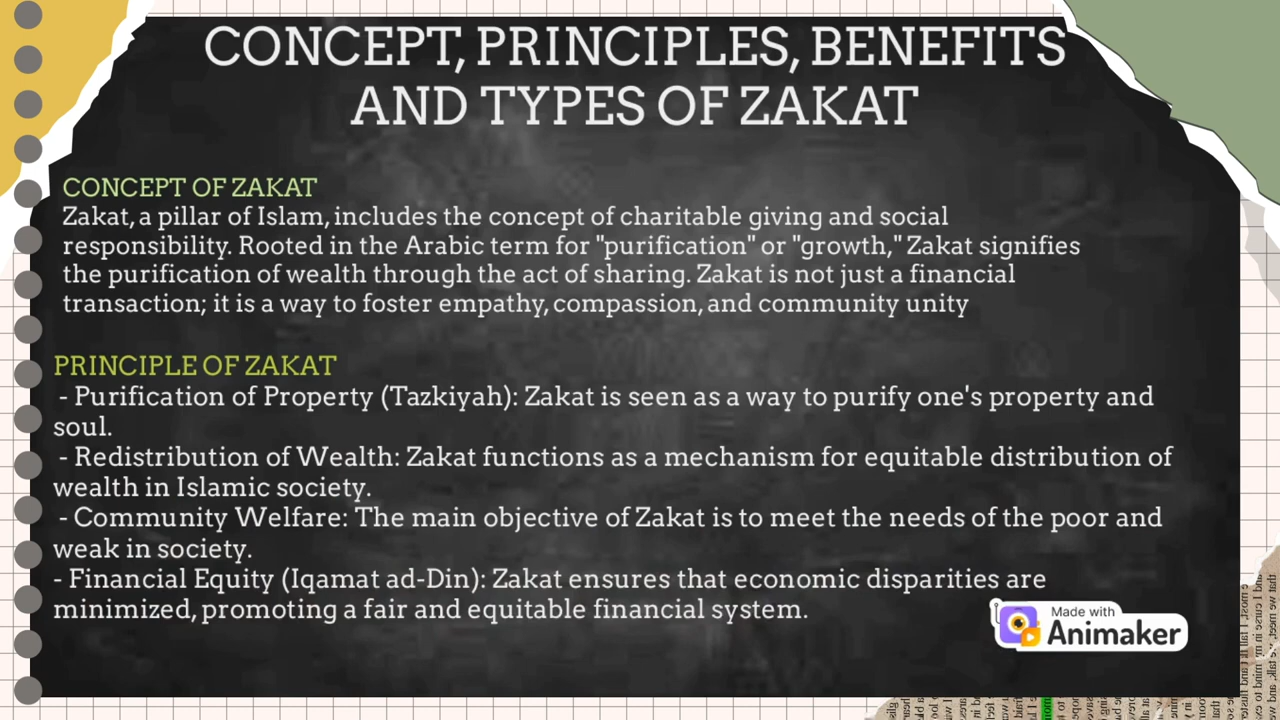 CONCEPT, PRINCIPLES, BENEFITS
AND TYPES OF ZAKAT
CONCEPT OF ZAKAT
Zakat, a pillar of Islam, includes the concept of charitable giving and social
responsibility. Rooted in the Arabic term for "purification" or "growth," Zakat signifies
the purification of wealth through the act of sharing. Zakat is not just a financial
transaction; it is a way to foster empathy, compassion, and community unity
PRINCIPLE OF ZAKAT
- Purification of Property (Tazkiyah): Zakat is seen as a way to purify one's property and
soul.
- Redistribution of Wealth: Zakat functions as a mechanism for equitable distribution of
wealth in Islamic society.
- Community Welfare: The main objective of Zakat is to meet the needs of the poor and
weak in society.
- Financial Equity (Iqamat ad-Din): Zakat ensures that economic disparities are
minimized, promoting a fair and equitable financial system.
Made with
Animaker